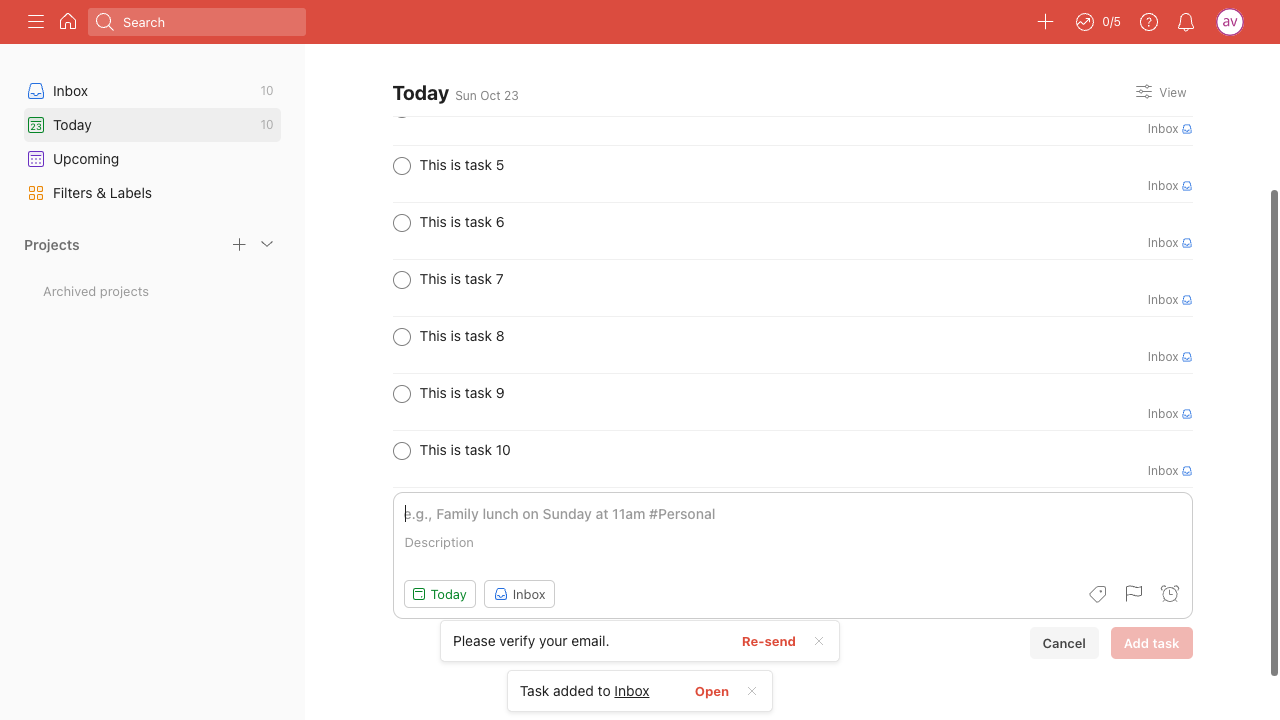 Search
0/5
av
Inbox 10
23 Today 10
Upcoming
Filters & Labels
Projects
Archived projects
Today Sun Oct 23
View
Inbox
This is task 5
Inbox
This is task 6
Inbox
This is task 7
Inbox
This is task 8
Inbox
This is task 9
Inbox
This is task 10
Inbox
e.g., Family lunch on Sunday at 11am #Personal
Description
Today Inbox
Cancel Add task
Please verify your email. Re-send
Task added to Inbox Open